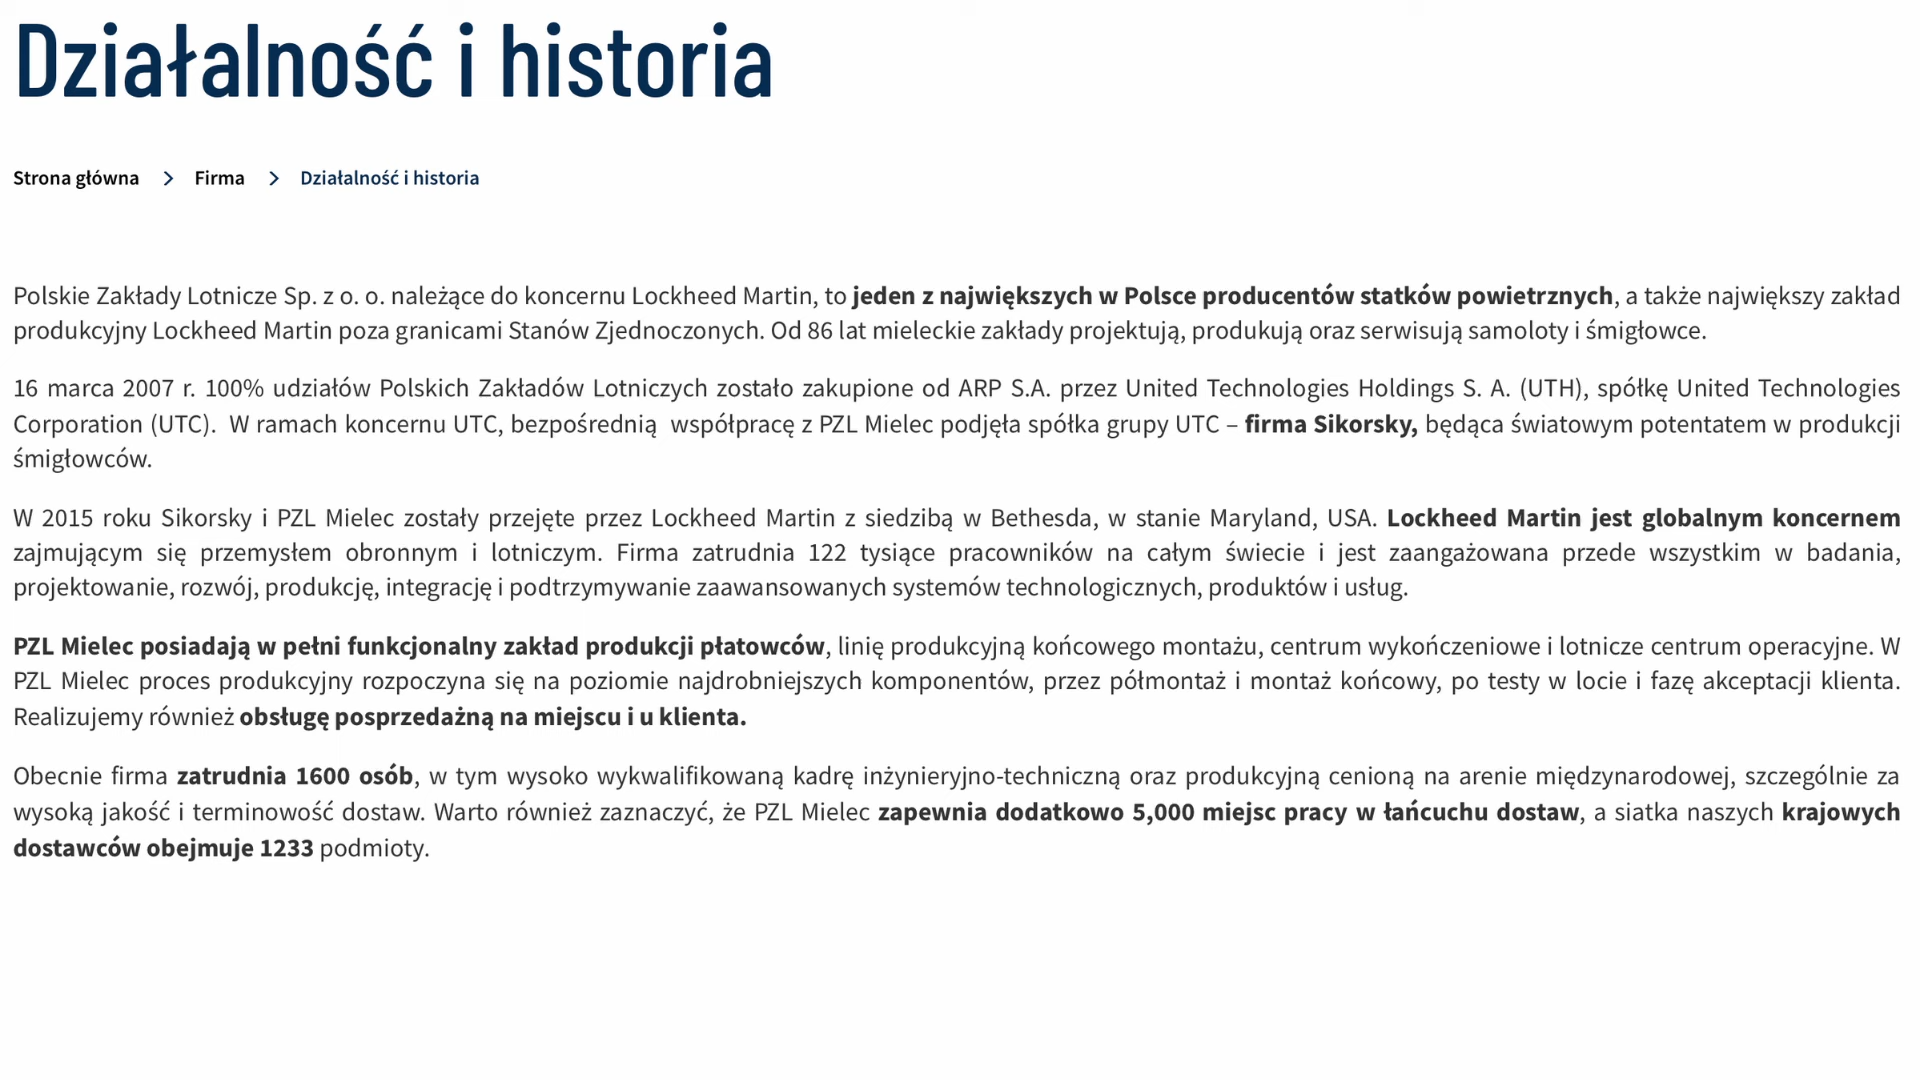 Działalność i historia
Strona główna > Firma > Działalność i historia
Polskie Zakłady Lotnicze Sp. z o. o. należące do koncernu Lockheed Martin, to jeden z największych w Polsce producentów statków powietrznych, a także największy zakład
produkcyjny Lockheed Martin poza granicami Stanów Zjednoczonych. Od 86 lat mieleckie zakłady projektują, produkują oraz serwisują samoloty i śmigłowce.
16 marca 2007 r. 100% udziałów Polskich Zakładów Lotniczych zostało zakupione od ARP S.A. przez United Technologies Holdings S. A. (UTH), spółkę United Technologies
Corporation (UTC). W ramach koncernu UTC, bezpośrednią współpracę z PZL Mielec podjęła spółka grupy UTC – firma Sikorsky, będąca światowym potentatem w produkcji
śmigłowców.
W 2015 roku Sikorsky i PZL Mielec zostały przejęte przez Lockheed Martin z siedzibą w Bethesda, w stanie Maryland, USA. Lockheed Martin jest globalnym koncernem
zajmującym się przemysłem obronnym i lotniczym. Firma zatrudnia 122 tysiące pracowników na całym świecie i jest zaangażowana przede wszystkim w badania,
projektowanie, rozwój, produkcję, integrację i podtrzymywanie zaawansowanych systemów technologicznych, produktów i usług.
PZL Mielec posiadają w pełni funkcjonalny zakład produkcji płatowców, linię produkcyjną końcowego montażu, centrum wykończeniowe i lotnicze centrum operacyjne. W
PZL Mielec proces produkcyjny rozpoczyna się na poziomie najdrobniejszych komponentów, przez półmontaż i montaż końcowy, po testy w locie i fazę akceptacji klienta.
Realizujemy również obsługę posprzedażną na miejscu i u klienta.
Obecnie firma zatrudnia 1600 osób, w tym wysoko wykwalifikowaną kadrę inżynieryjno-techniczną oraz produkcyjną cenioną na arenie międzynarodowej, szczególnie za
wysoką jakość i terminowość dostaw. Warto również zaznaczyć, że PZL Mielec zapewnia dodatkowo 5,000 miejsc pracy w łańcuchu dostaw, a siatka naszych krajowych
dostawców obejmuje 1233 podmioty.